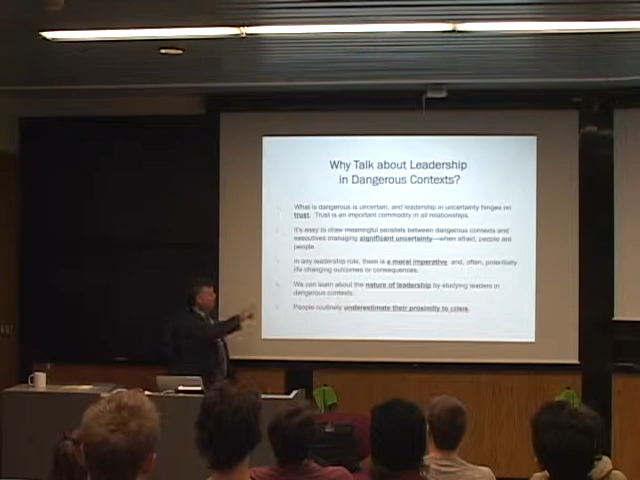 Why Talk about Leadership
in Dangerous Contexts?
What is dangerous is uncertain, and leadership in uncertainty hinges on
trust. Trust is an important commodity in all relationships.
It's easy to draw meaningful parallels between dangerous contexts and
executives managing significant uncertainty—when afraid, people are
people.
In any leadership role, there is a moral imperative and, often, potentially
life changing outcomes or consequences.
We can learn about the nature of leadership by studying leaders in
dangerous contexts.
People routinely underestimate their proximity to crisis.